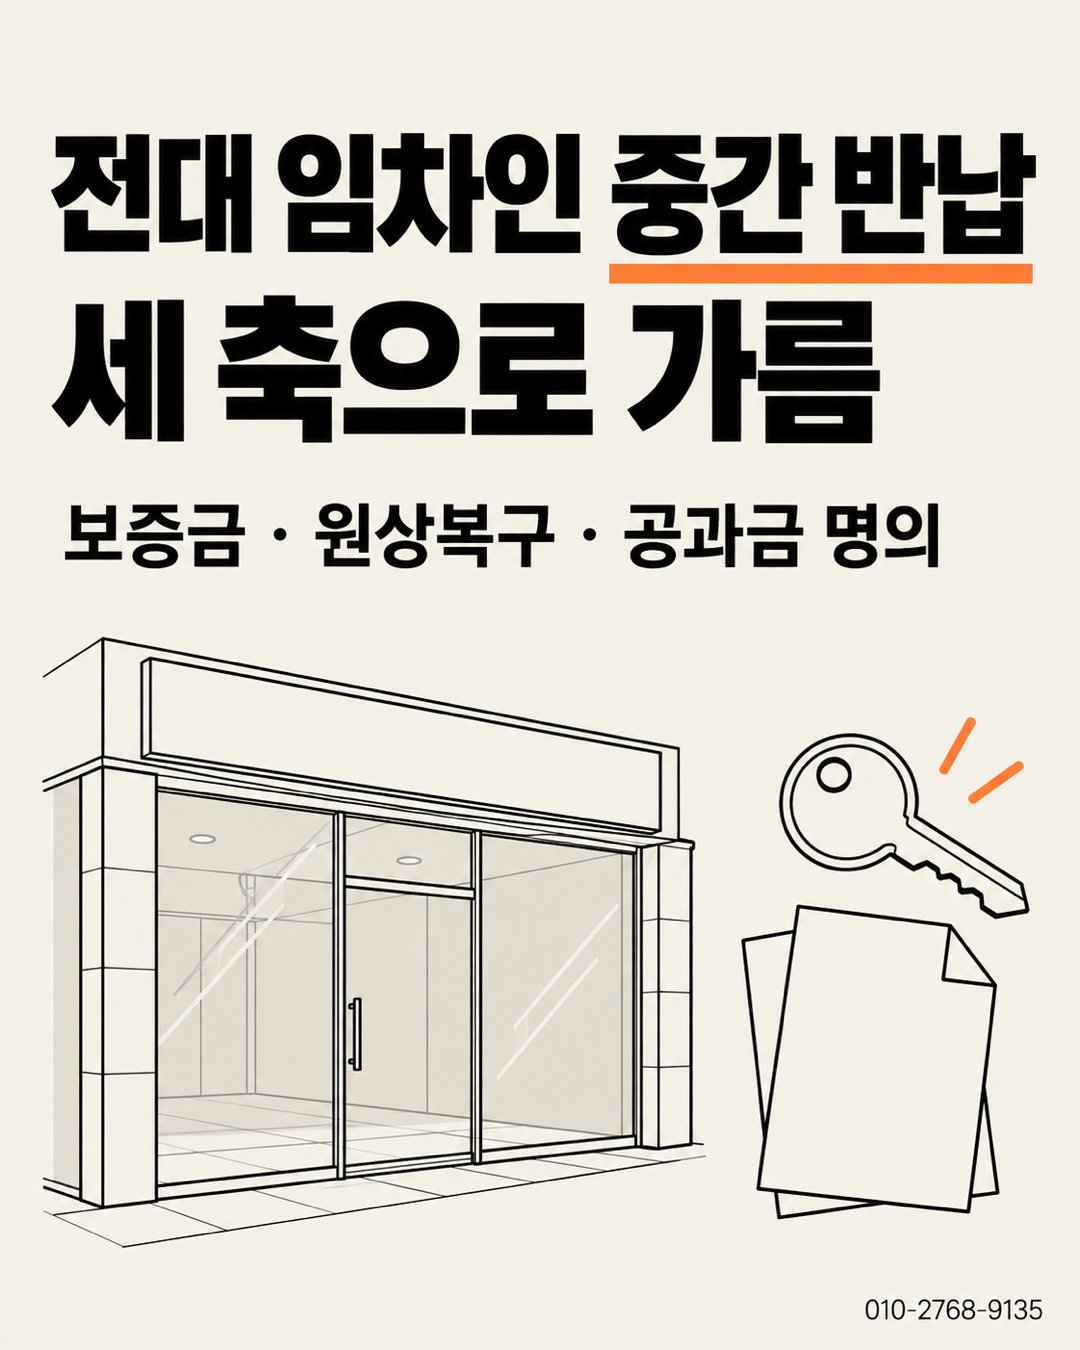 전대 임차인 중간 반납
세 축으로 가름
보증금 · 원상복구 · 공과금 명의
010-2768-9135